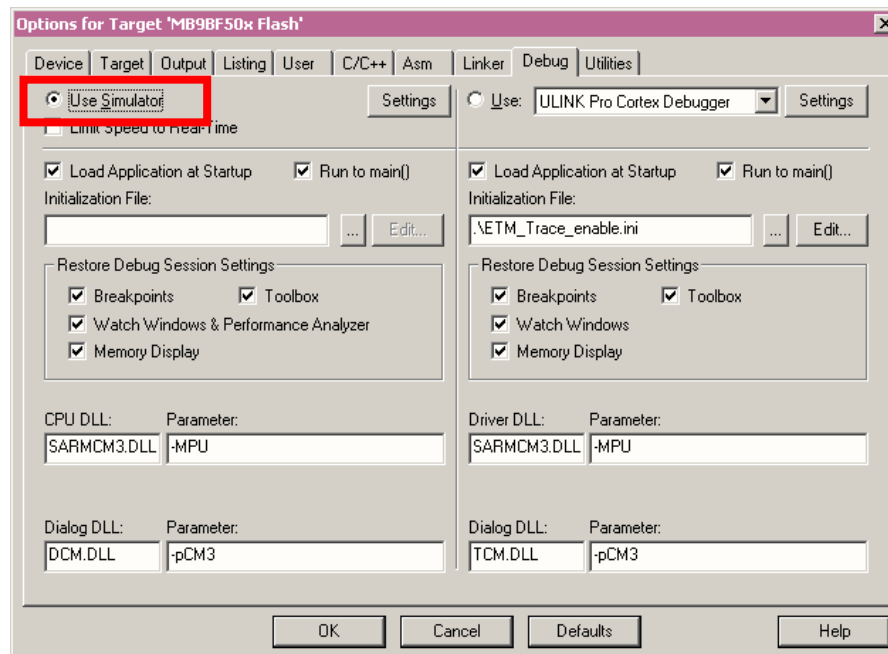 Options for Target 'MB9BF50x Flash'
Device Target Output Listing User C/C++ Asm Linker Debug Utilities
Use Simulator Settings Use: ULINK Pro Cortex Debugger Settings
Limit Speed to Real-Time
Load Application at Startup Run to main() Load Application at Startup Run to main()
Initialization File: Initialization File:
... Edit... .\ETM_Trace_enable.ini ... Edit...
Restore Debug Session Settings Restore Debug Session Settings
Breakpoints Toolbox Breakpoints Toolbox
Watch Windows & Performance Analyzer Watch Windows
Memory Display Memory Display
CPU DLL: Parameter: Driver DLL: Parameter:
SARMCM3.DLL -MPU SARMCM3.DLL -MPU
Dialog DLL: Parameter: Dialog DLL: Parameter:
DCM.DLL -pCM3 TCM.DLL -pCM3
OK Cancel Defaults Help